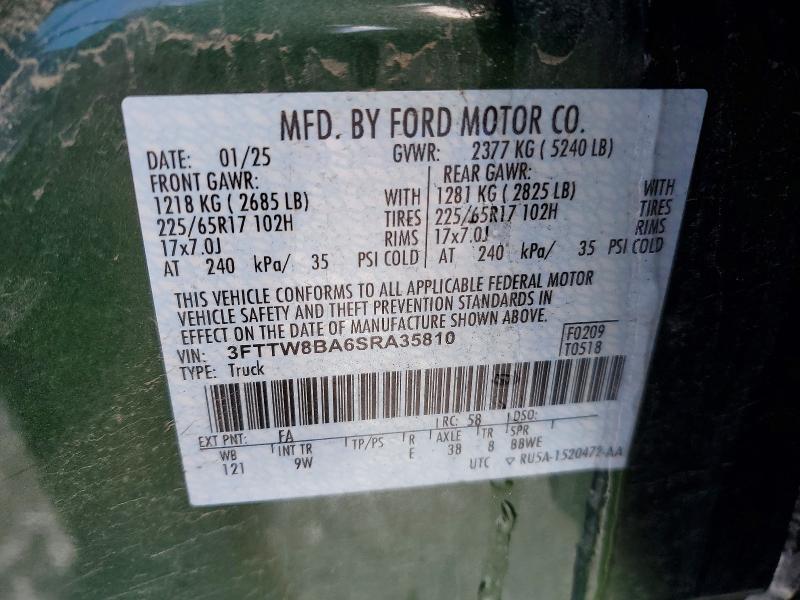 MFD. BY FORD MOTOR CO.
DATE: 01/25 GVWR: 2377 KG ( 5240 LB)
FRONT GAWR: REAR GAWR:
1218 KG ( 2685 LB) WITH 1281 KG ( 2825 LB) WITH
225/65R17 102H TIRES 225/65R17 102H TIRES
17x7.0J RIMS 17x7.0J RIMS
AT 240 kPa/ 35 PSI COLD AT 240 kPa/ 35 PSI COLD
THIS VEHICLE CONFORMS TO ALL APPLICABLE FEDERAL MOTOR
VEHICLE SAFETY AND THEFT PREVENTION STANDARDS IN
EFFECT ON THE DATE OF MANUFACTURE SHOWN ABOVE.
VIN: 3FTTW8BA6SRA35810 F0209
TYPE: Truck T0518
RC: 58 DSO:
EXT PNT: FA
WB INT TR TP/PS R AXLE TR SPR
121 9W E 38 8 BBWE
UTC ▽ RU5A-1520472-AA